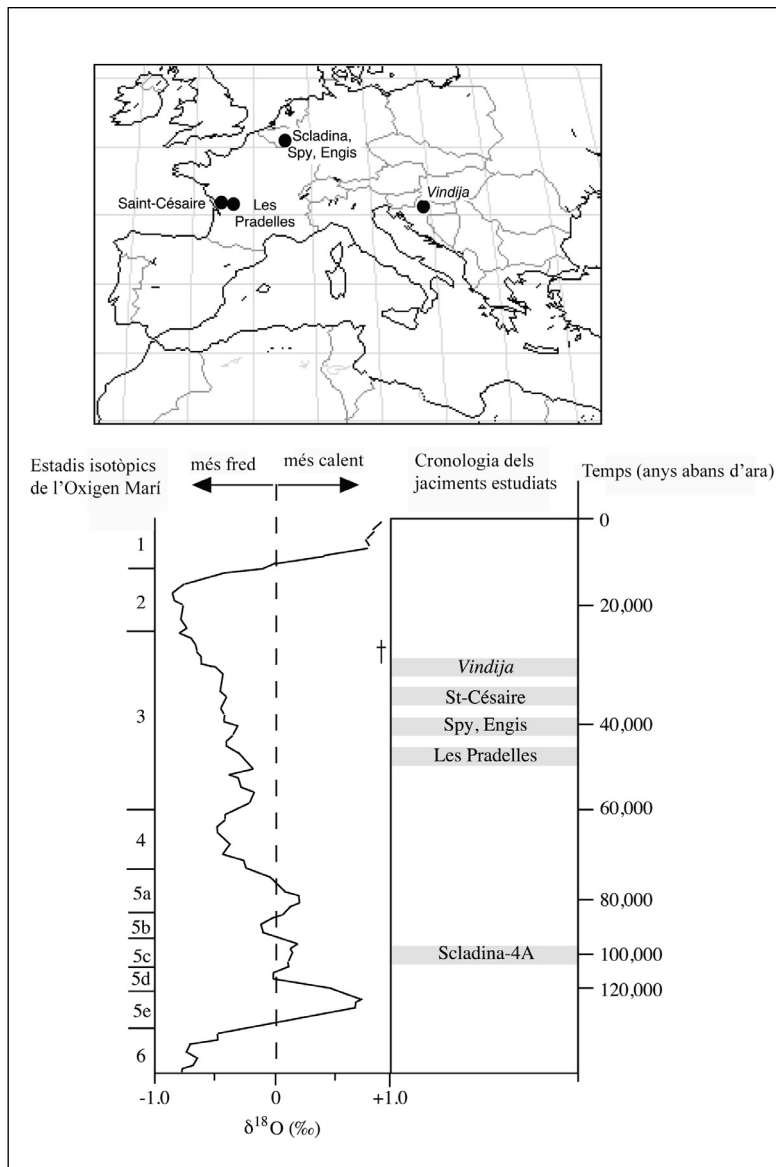 Scladina,
Spy, Engis
Vindija
Saint-Césaire
Les
Pradelles
Estadis isotòpics
de l'Oxigen Marí
més fred
més calent
Cronologia dels
jaciments estudiats
Temps (anys abans d'ara)
0
1
2
20,000
†
Vindija
St-Césaire
3
Spy, Engis
40,000
Les Pradelles
60,000
4
5a
80,000
5b
5c
Scladina-4A
100,000
5d
120,000
5e
6
-1.0
0
+1.0
δ18O (‰)